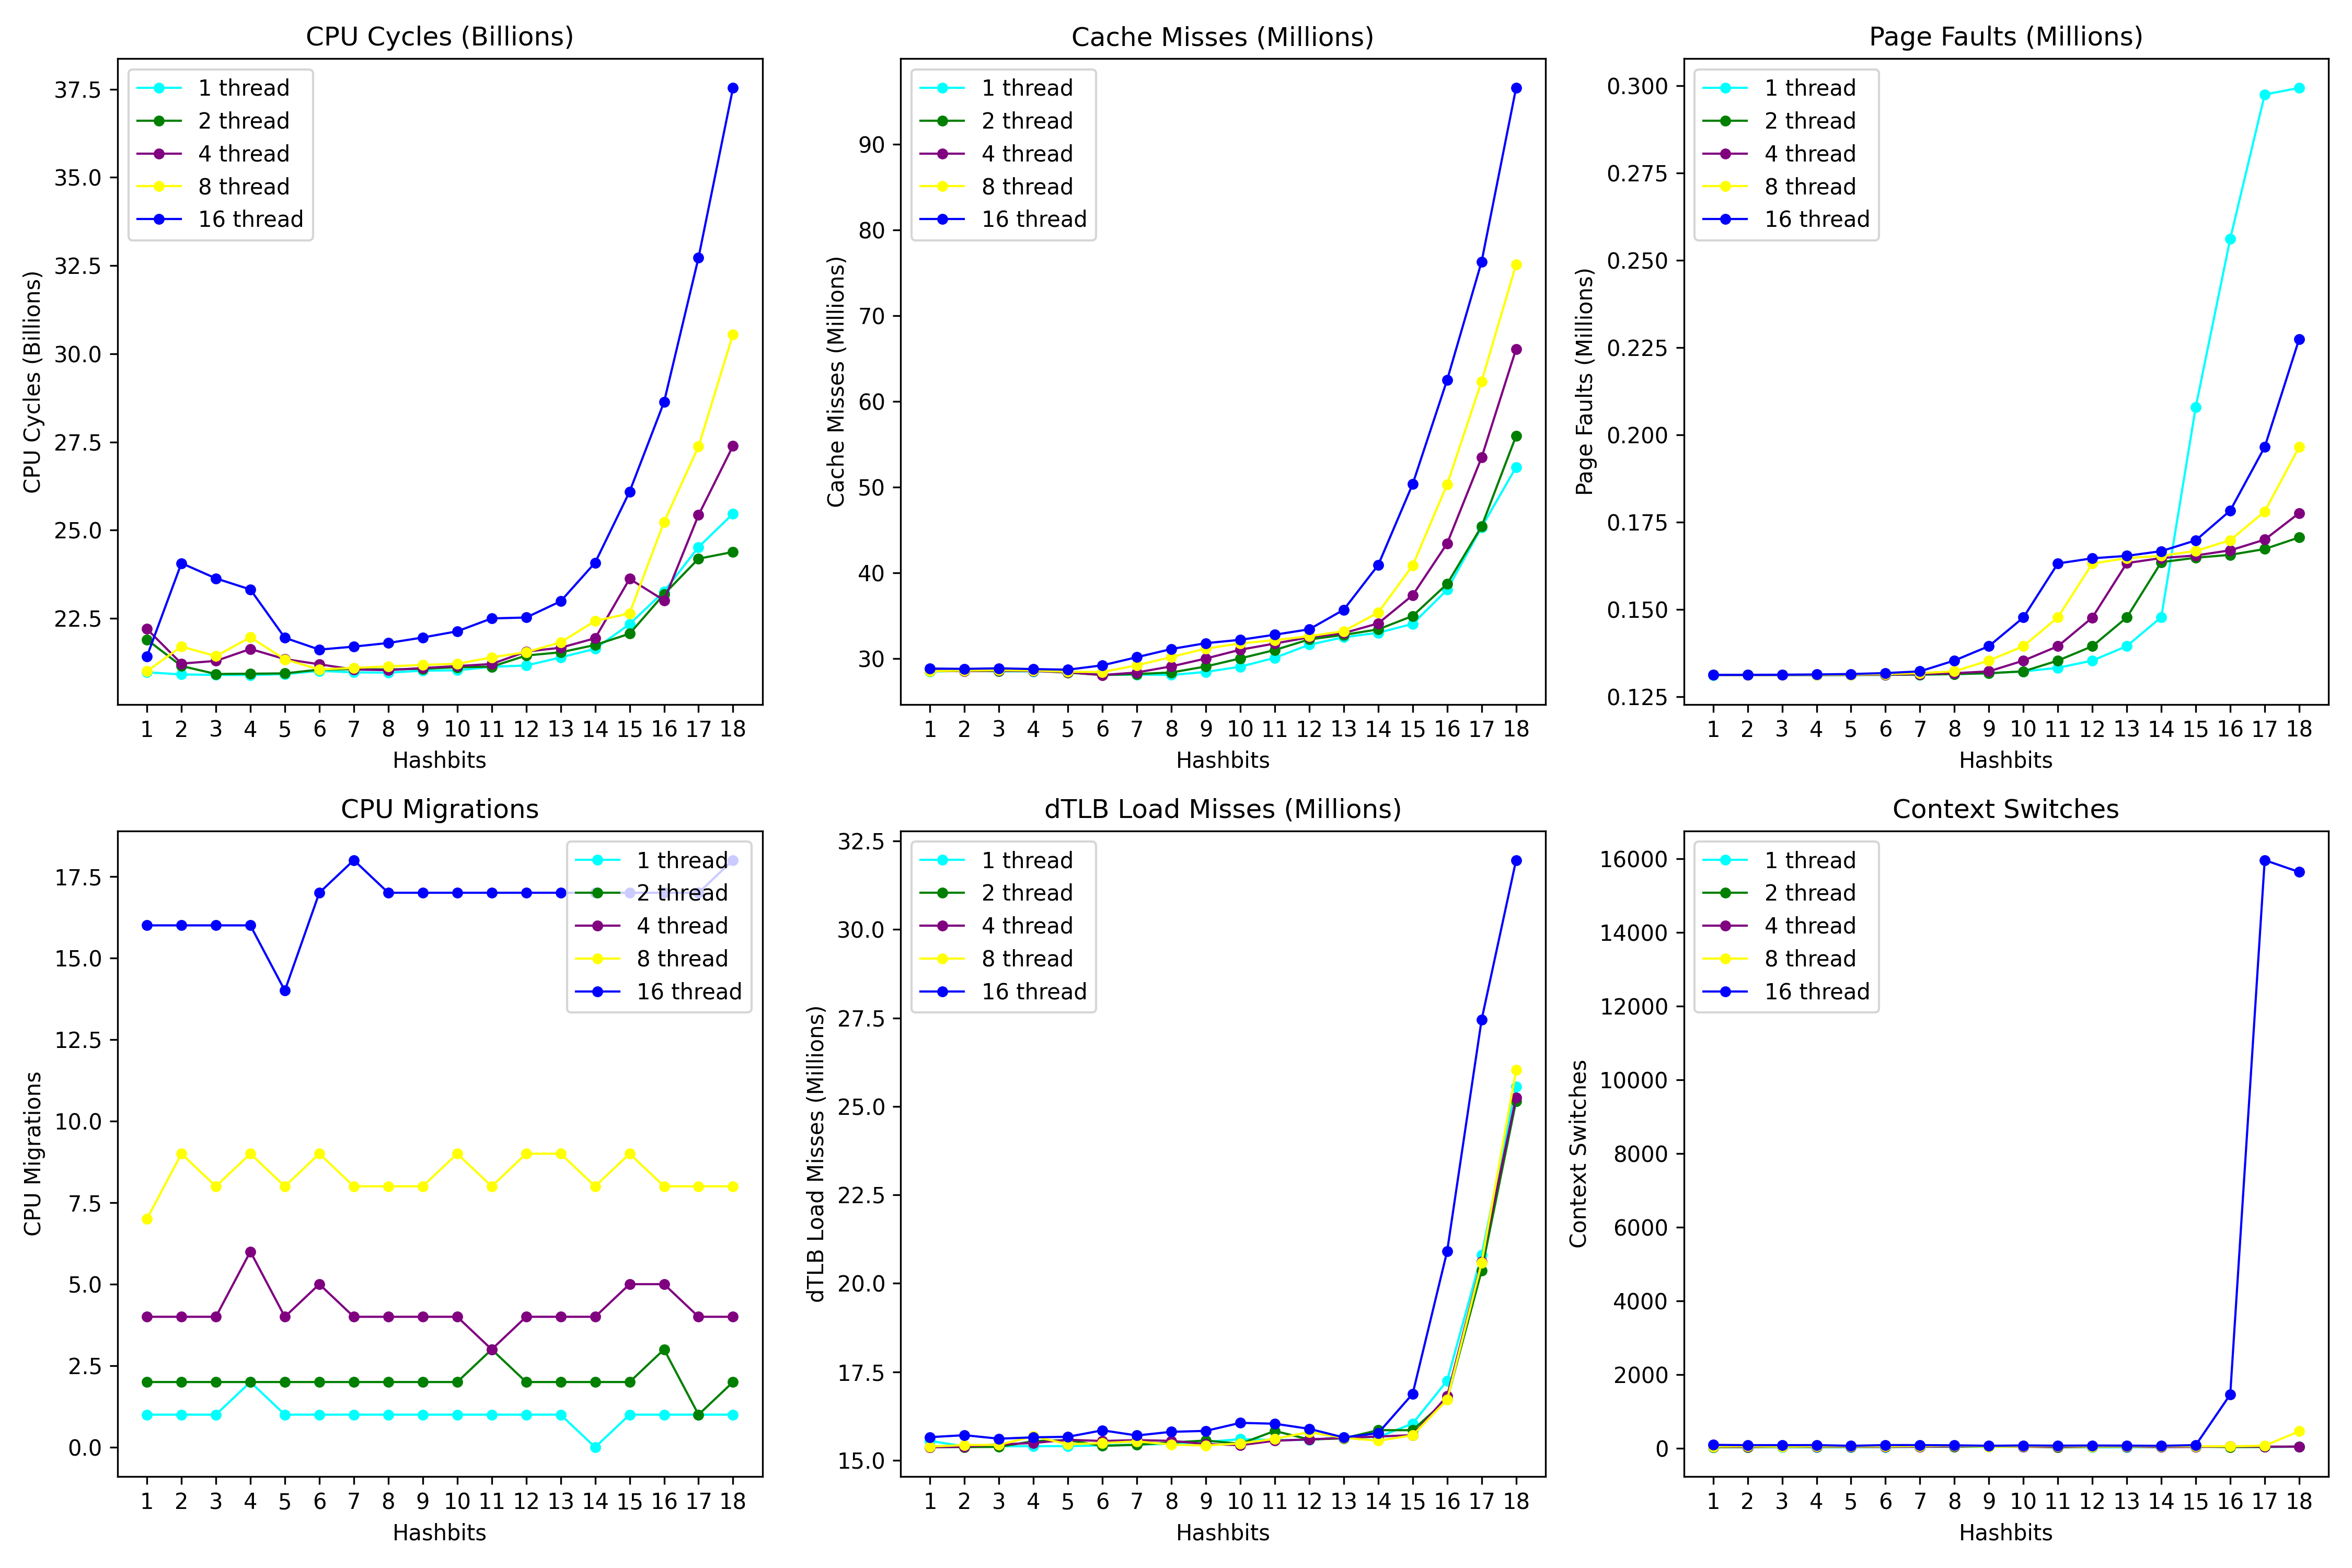 CPU Cycles (Billions)
CPU Cycles (Billions)
37.5
35.0
32.5
30.0
27.5
25.0
22.5
1 thread
2 thread
4 thread
8 thread
16 thread
1 2 3 4 5 6 7 8 9 10 11 12 13 14 15 16 17 18
Hashbits
Cache Misses (Millions)
Cache Misses (Millions)
90
80
70
60
50
40
30
1 thread
2 thread
4 thread
8 thread
16 thread
1 2 3 4 5 6 7 8 9 10 11 12 13 14 15 16 17 18
Hashbits
Page Faults (Millions)
Page Faults (Millions)
0.300
0.275
0.250
0.225
0.200
0.175
0.150
0.125
1 thread
2 thread
4 thread
8 thread
16 thread
1 2 3 4 5 6 7 8 9 10 11 12 13 14 15 16 17 18
Hashbits
CPU Migrations
CPU Migrations
17.5
15.0
12.5
10.0
7.5
5.0
2.5
0.0
1 thread
2 thread
4 thread
8 thread
16 thread
1 2 3 4 5 6 7 8 9 10 11 12 13 14 15 16 17 18
Hashbits
dTLB Load Misses (Millions)
dTLB Load Misses (Millions)
32.5
30.0
27.5
25.0
22.5
20.0
17.5
15.0
1 thread
2 thread
4 thread
8 thread
16 thread
1 2 3 4 5 6 7 8 9 10 11 12 13 14 15 16 17 18
Hashbits
Context Switches
Context Switches
16000
14000
12000
10000
8000
6000
4000
2000
0
1 thread
2 thread
4 thread
8 thread
16 thread
1 2 3 4 5 6 7 8 9 10 11 12 13 14 15 16 17 18
Hashbits